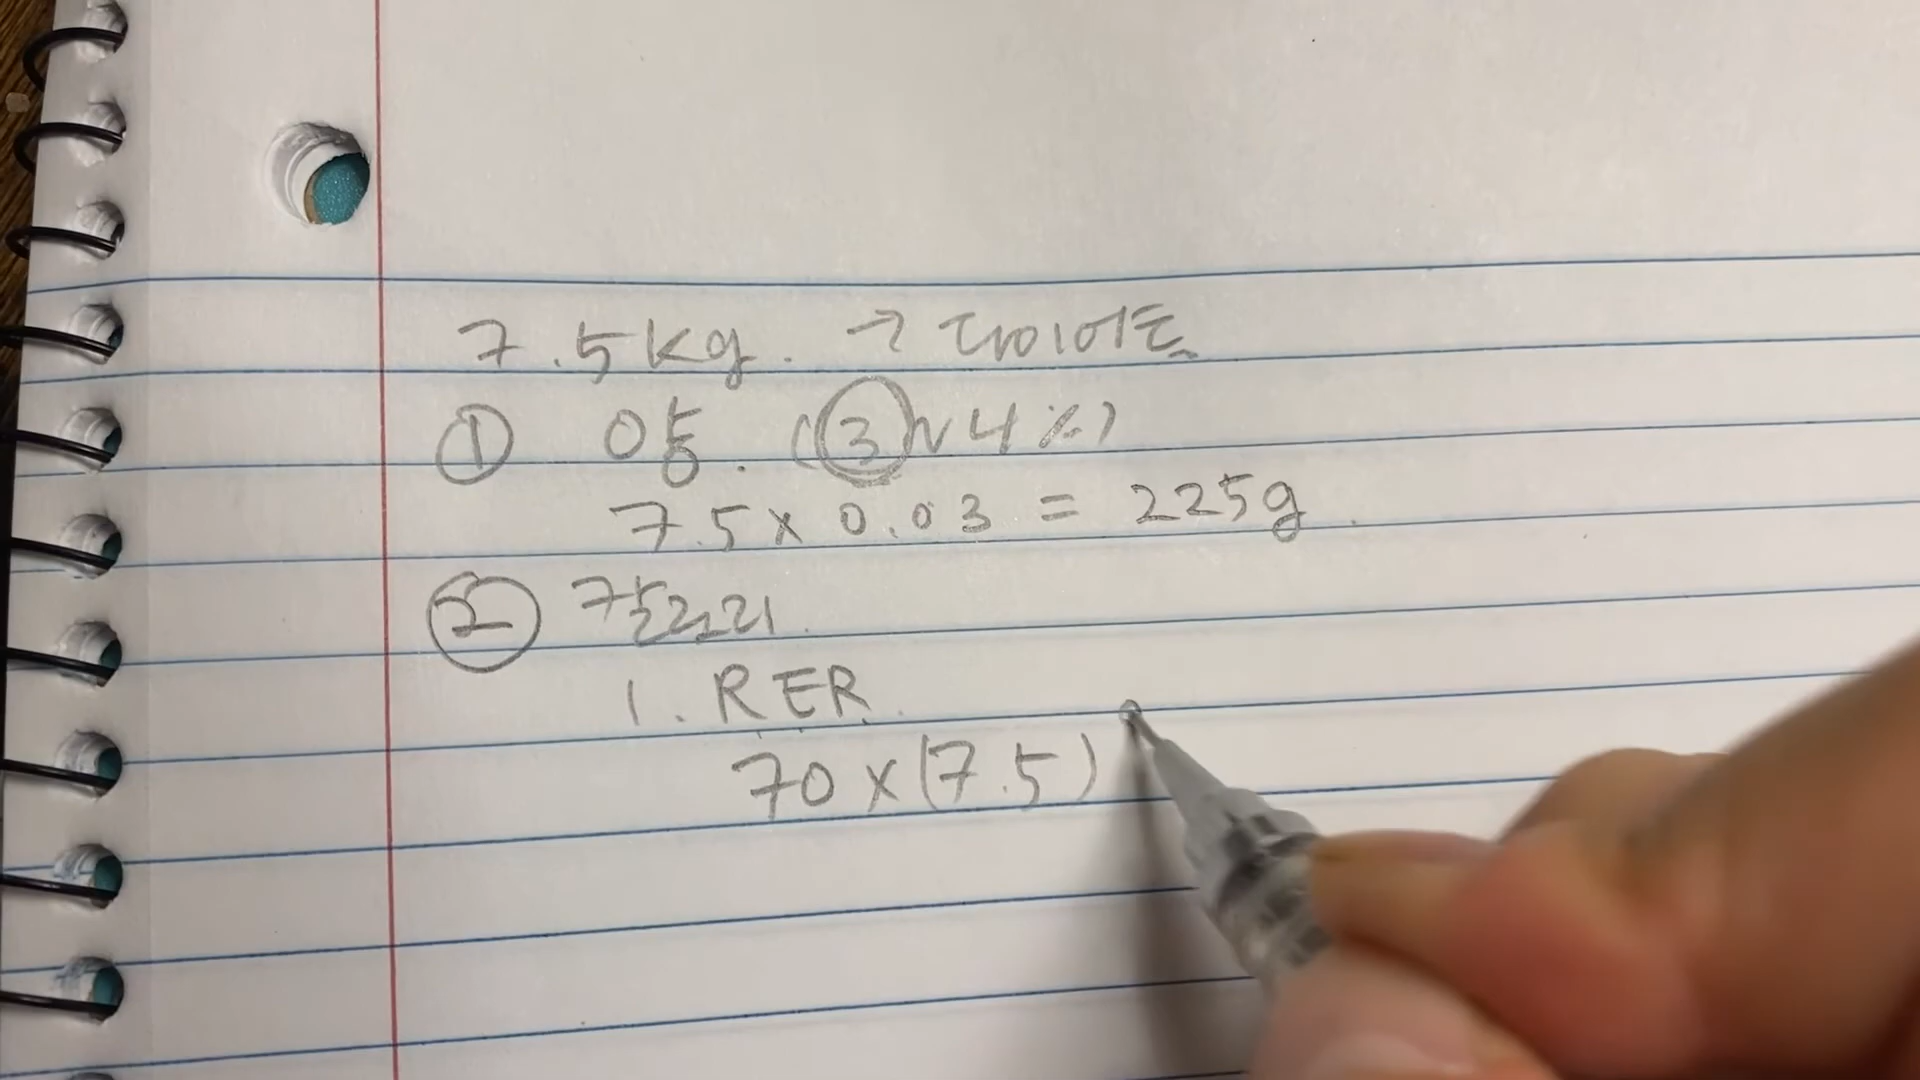 7.5kg. → 다이어트
① 양 (③~4%)
7.5 x 0.03 = 225g
② 칼로리
1. RER
70 x (7.5)